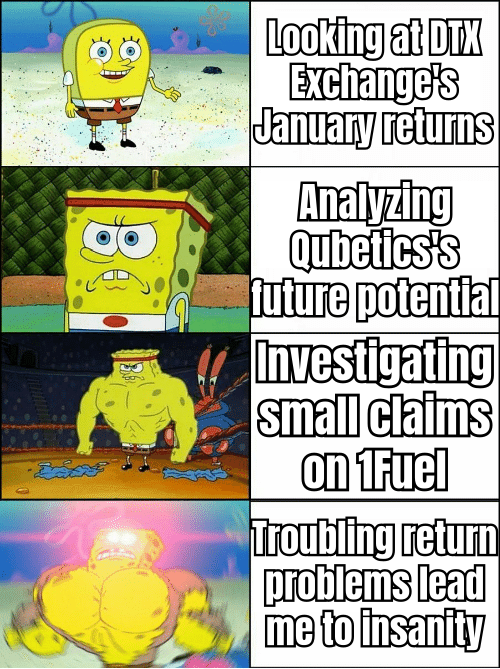 Looking at DTX
Exchange's
January returns
Analyzing
Qubetics's
future potential
Investigating
small claims
on 1Fuel
Troubling return
problems lead
me to insanity